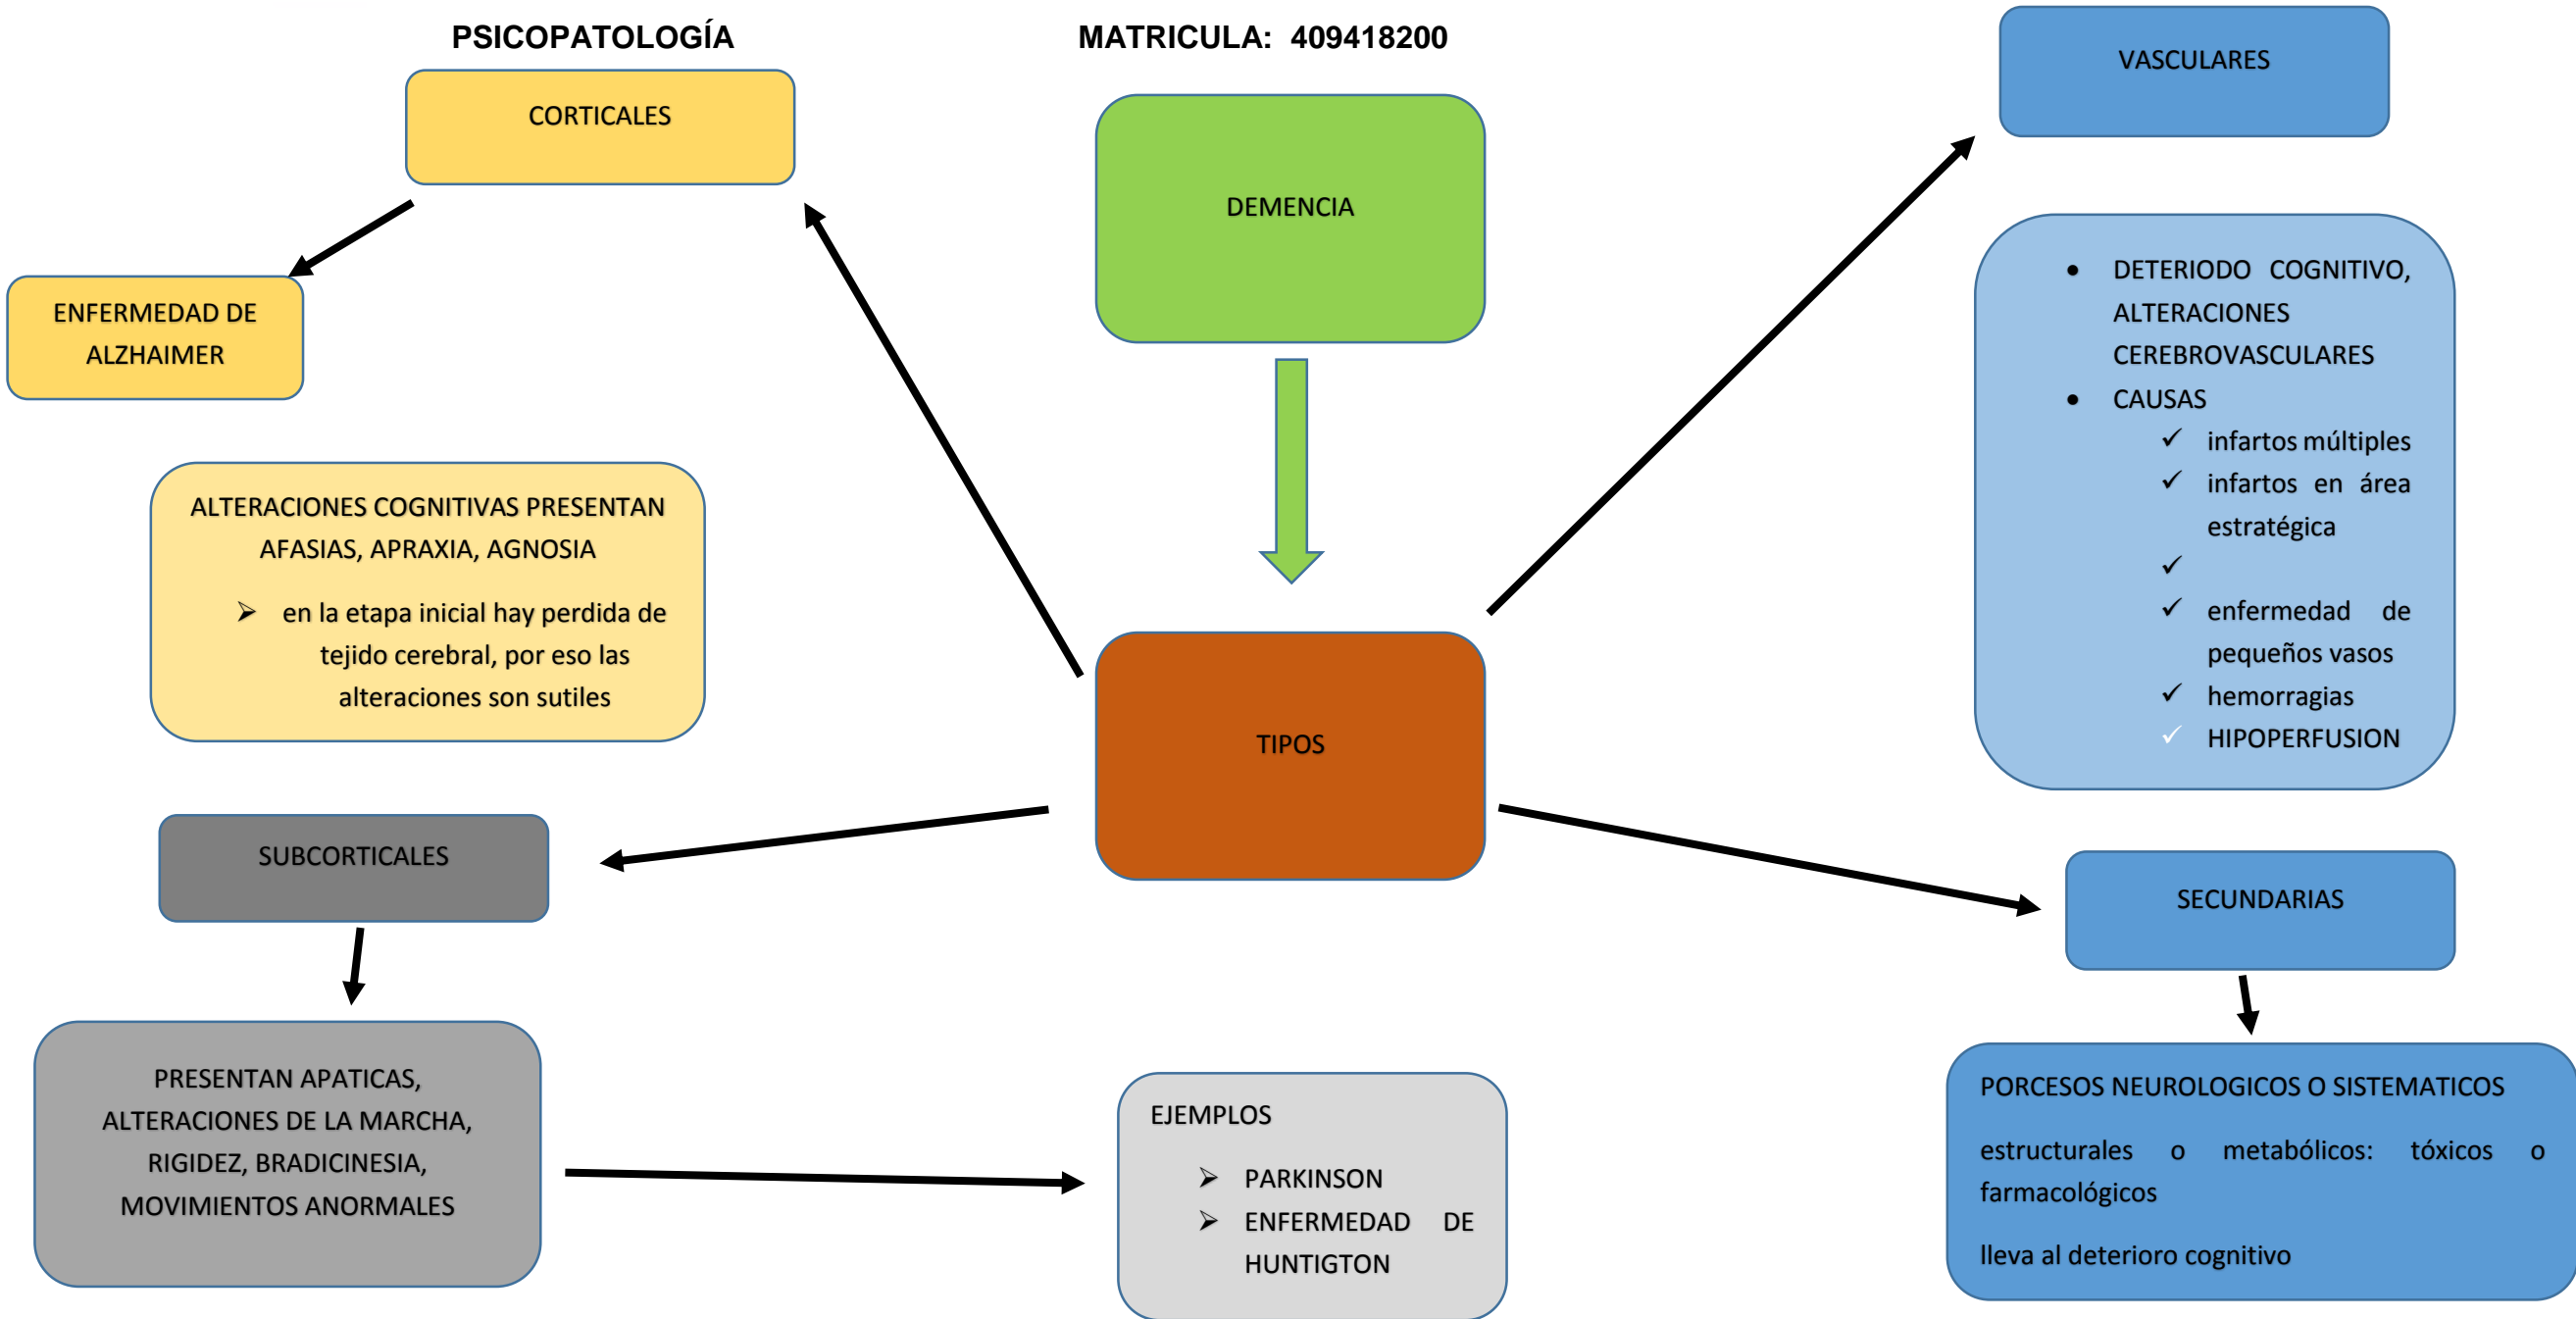 PSICOPATOLOGÍA
MATRICULA: 409418200
CORTICALES
ENFERMEDAD DE
ALZHAIMER
ALTERACIONES COGNITIVAS PRESENTAN
AFASIAS, APRAXIA, AGNOSIA
➢ en la etapa inicial hay perdida de
tejido cerebral, por eso las
alteraciones son sutiles
SUBCORTICALES
PRESENTAN APATICAS,
ALTERACIONES DE LA MARCHA,
RIGIDEZ, BRADICINESIA,
MOVIMIENTOS ANORMALES
DEMENCIA
TIPOS
EJEMPLOS
➢ PARKINSON
➢ ENFERMEDAD DE
HUNTIGTON
VASCULARES
• DETERIODO COGNITIVO,
ALTERACIONES
CEREBROVASCULARES
• CAUSAS
✓ infartos múltiples
✓ infartos en área
estratégica
✓
✓ enfermedad de
pequeños vasos
✓ hemorragias
✓ HIPOPERFUSION
SECUNDARIAS
PORCESOS NEUROLOGICOS O SISTEMATICOS
estructurales o metabólicos: tóxicos o
farmacológicos
lleva al deterioro cognitivo